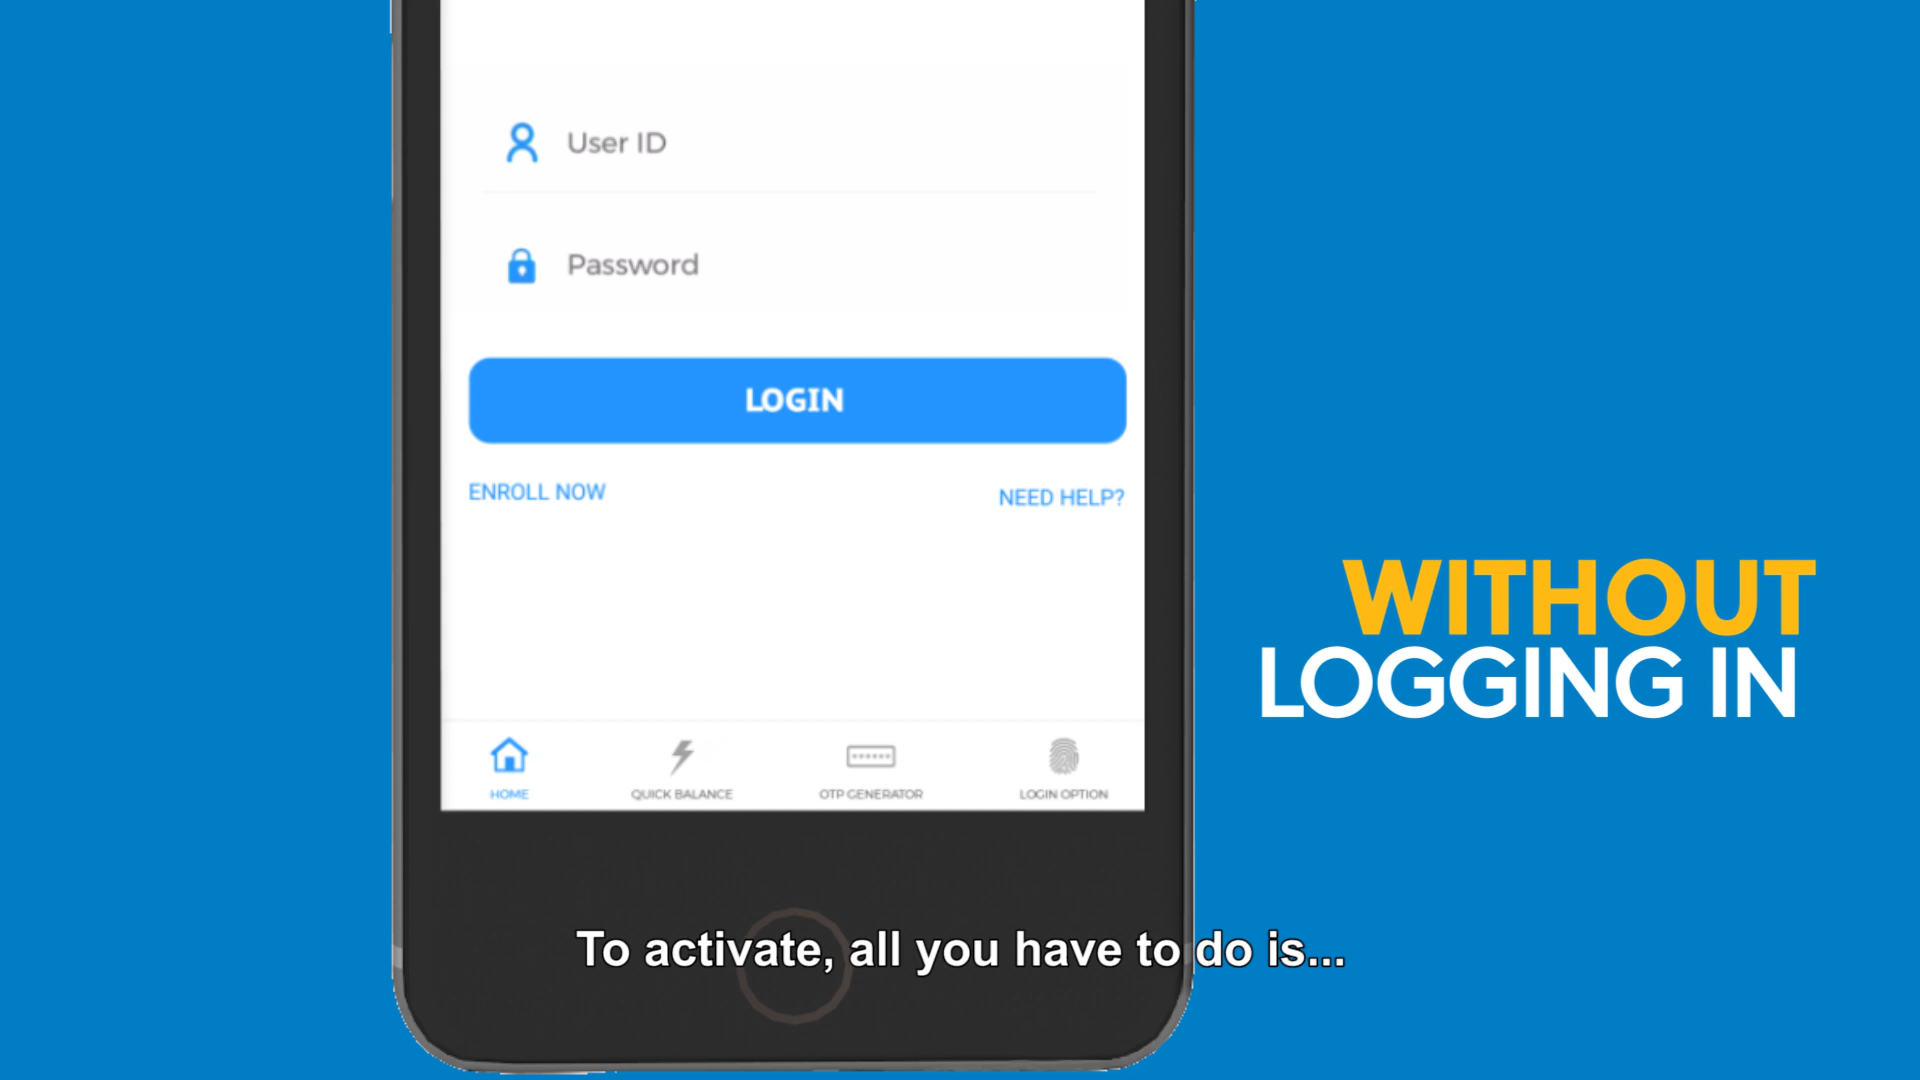 User ID
Password
LOGIN
ENROLL NOW
NEED HELP?
WITHOUT
LOGGING IN
HOME
QUICK BALANCE
OTP GENERATOR
LOGIN OPTION
To activate, all you have to do is...